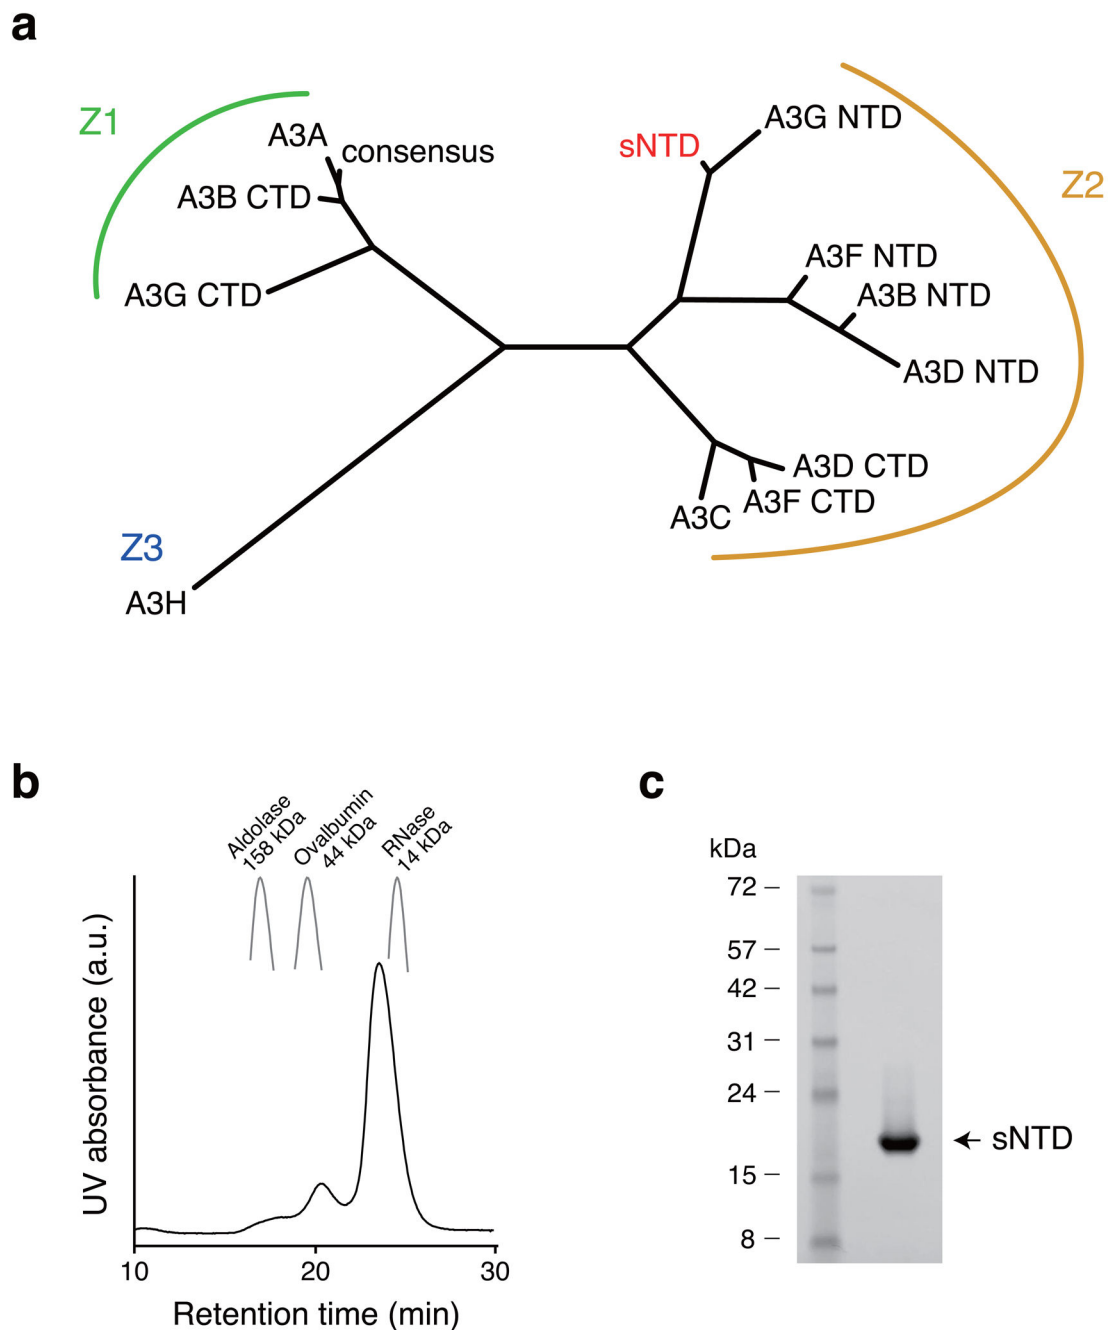 a
Z1
A3A
consensus
A3B CTD
A3G CTD
sNTD
A3G NTD
Z2
A3F NTD
A3B NTD
A3D NTD
A3D CTD
A3F CTD
A3C
Z3
A3H
b
Aldolase
158 kDa
Ovalbumin
44 kDa
RNase
14 kDa
UV absorbance (a.u.)
10
20
30
Retention time (min)
c
kDa
72
57
42
31
24
sNTD
15
8